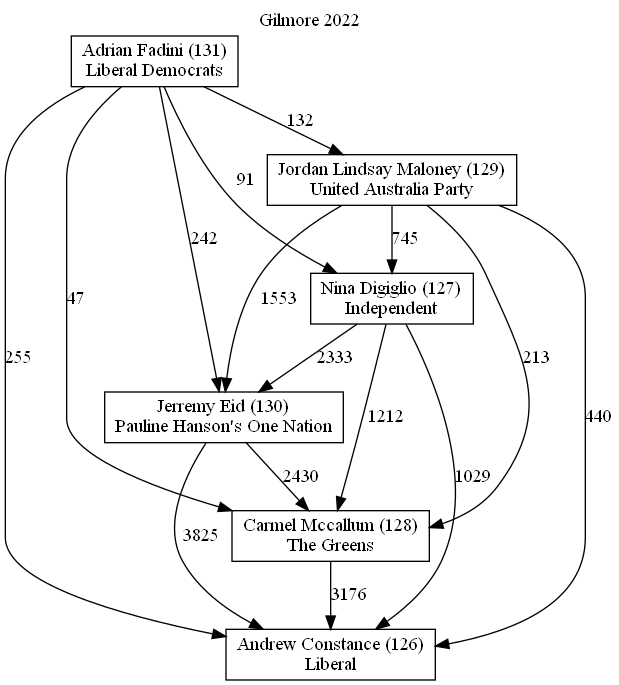 Gilmore 2022
Adrian Fadini (131)
Liberal Democrats
132
Jordan Lindsay Maloney (129)
United Australia Party
91
242
745
Nina Digiglio (127)
Independent
1553
47
255
2333
213
Jerremy Eid (130)
Pauline Hanson's One Nation
1212
440
2430
1029
Carmel Mccallum (128)
The Greens
3825
3176
Andrew Constance (126)
Liberal